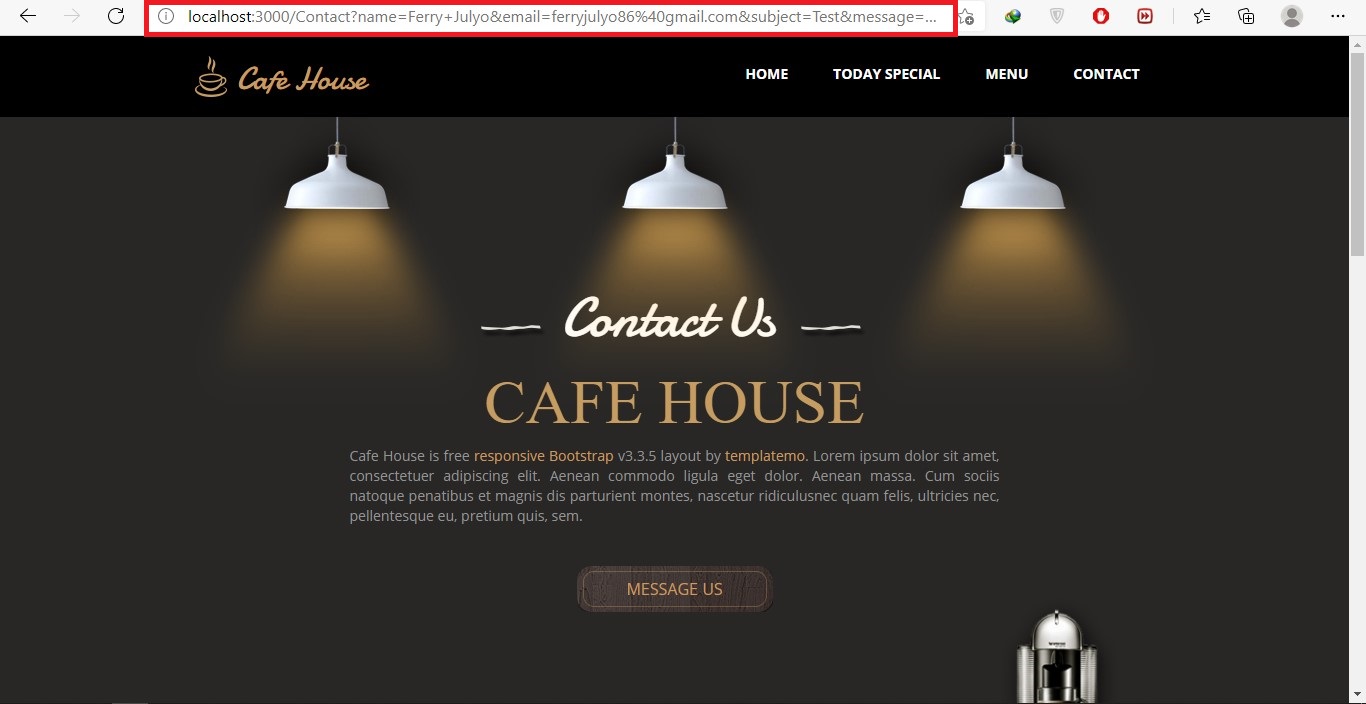 localhost:3000/Contact?name=Ferry+Julyo&email=ferryjulyo86%40gmail.com&subject=Test&message=...
Cafe House
HOME TODAY SPECIAL MENU CONTACT
Contact Us
CAFE HOUSE
Cafe House is free responsive Bootstrap v3.3.5 layout by templatemo. Lorem ipsum dolor sit amet,
consectetuer adipiscing elit. Aenean commodo ligula eget dolor. Aenean massa. Cum sociis
natoque penatibus et magnis dis parturient montes, nascetur ridiculusnec quam felis, ultricies nec,
pellentesque eu, pretium quis, sem.
MESSAGE US